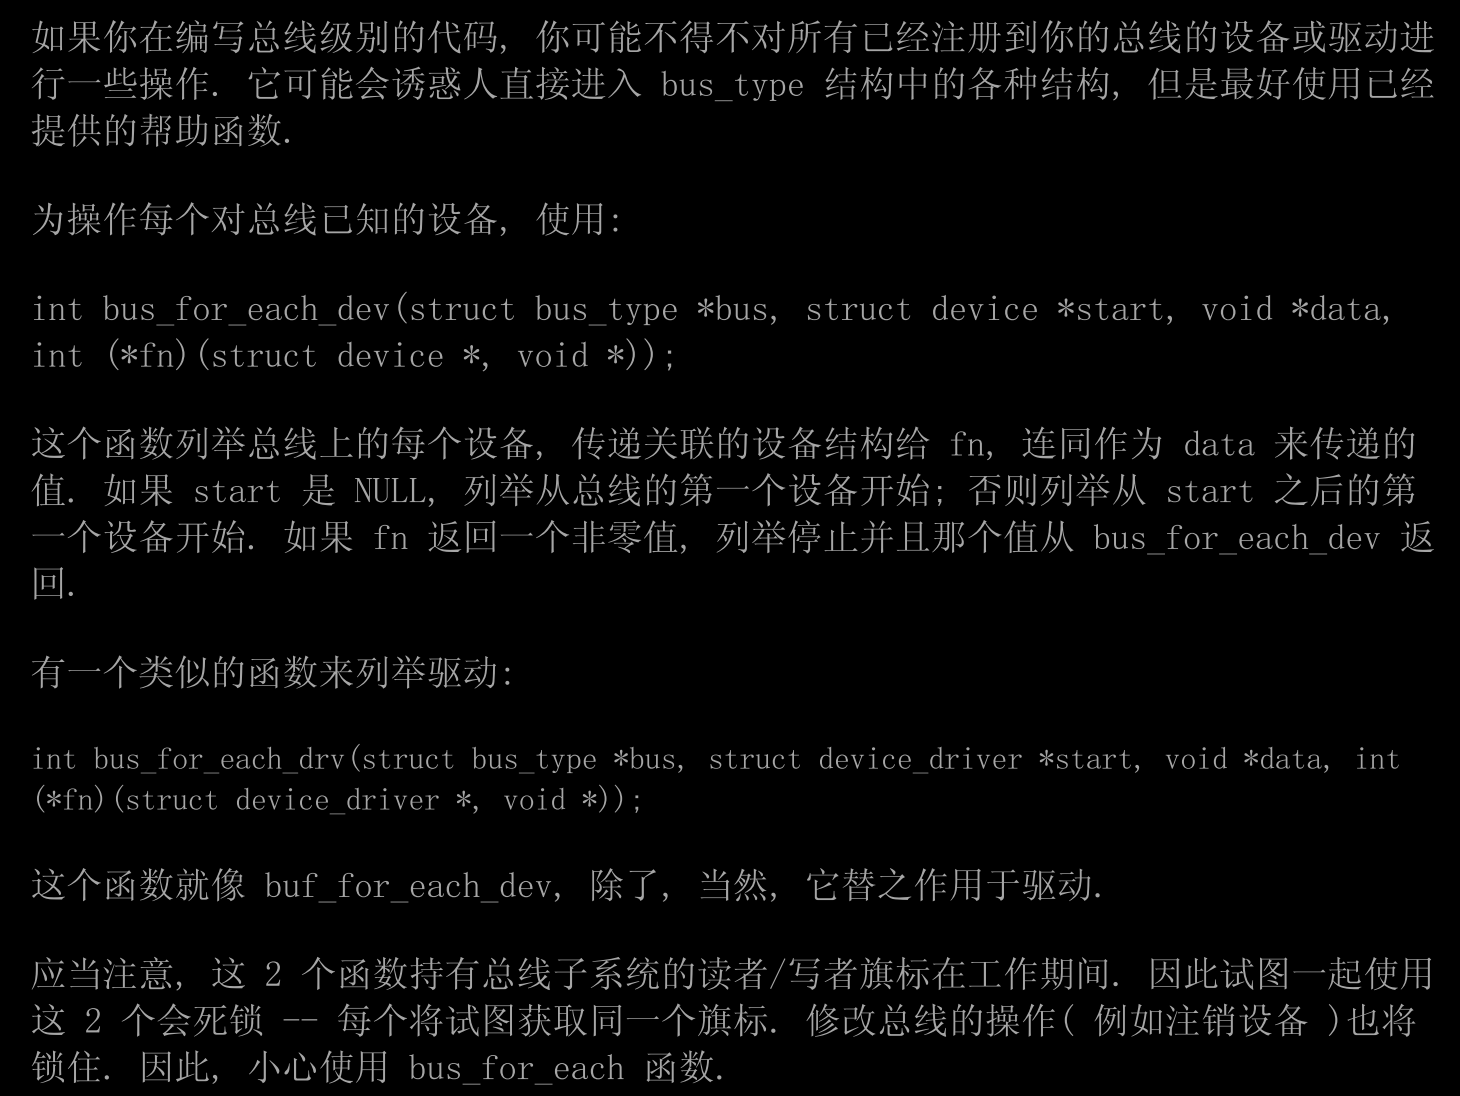 如果你在编写总线级别的代码, 你可能不得不对所有已经注册到你的总线的设备或驱动进
行一些操作. 它可能会诱惑人直接进入 bus_type 结构中的各种结构, 但是最好使用已经
提供的帮助函数.
为操作每个对总线已知的设备, 使用:
int bus_for_each_dev(struct bus_type *bus, struct device *start, void *data,
int (*fn)(struct device *, void *));
这个函数列举总线上的每个设备, 传递关联的设备结构给 fn, 连同作为 data 来传递的
值. 如果 start 是 NULL, 列举从总线的第一个设备开始; 否则列举从 start 之后的第
一个设备开始. 如果 fn 返回一个非零值, 列举停止并且那个值从 bus_for_each_dev 返
回.
有一个类似的函数来列举驱动:
int bus_for_each_drv(struct bus_type *bus, struct device_driver *start, void *data, int
(*fn)(struct device_driver *, void *));
这个函数就像 buf_for_each_dev, 除了, 当然, 它替之作用于驱动.
应当注意, 这 2 个函数持有总线子系统的读者/写者旗标在工作期间. 因此试图一起使用
这 2 个会死锁 -- 每个将试图获取同一个旗标. 修改总线的操作( 例如注销设备 )也将
锁住. 因此, 小心使用 bus_for_each 函数.